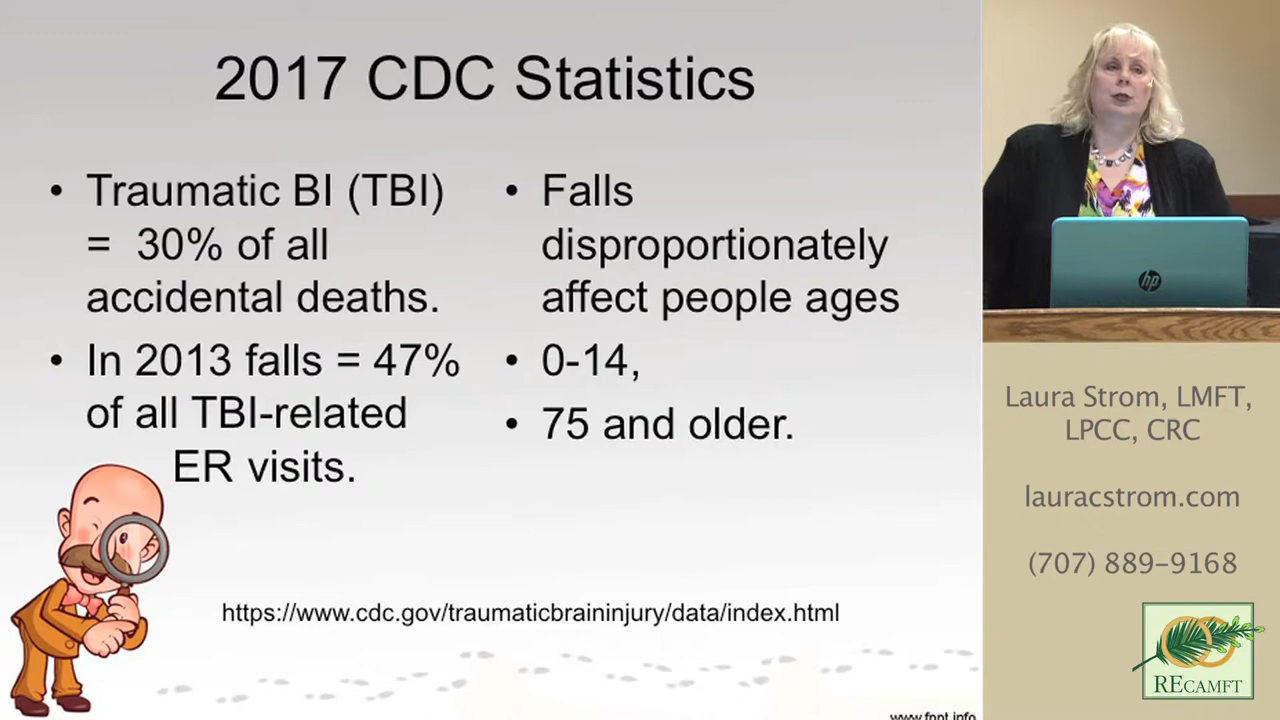 2017 CDC Statistics
• Traumatic BI (TBI)
= 30% of all
accidental deaths.
• In 2013 falls = 47%
of all TBI-related
ER visits.
• Falls
disproportionately
affect people ages
• 0-14,
• 75 and older.
https://www.cdc.gov/traumaticbraininjury/data/index.html
www.fppt.info
hp
Laura Strom, LMFT,
LPCC, CRC
lauracstrom.com
(707) 889-9168
RECAMFT